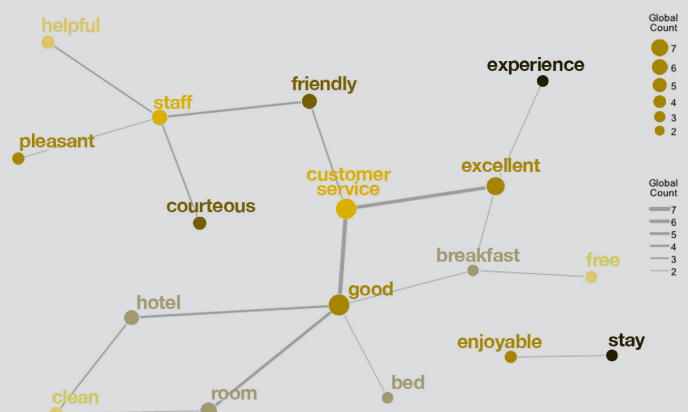 helpful
Global
Count
7
6
5
4
3
2
experience
friendly
staff
pleasant
excellent
customer
service
Global
Count
7
6
5
4
3
2
courteous
breakfast
free
good
hotel
enjoyable
stay
bed
room
clean